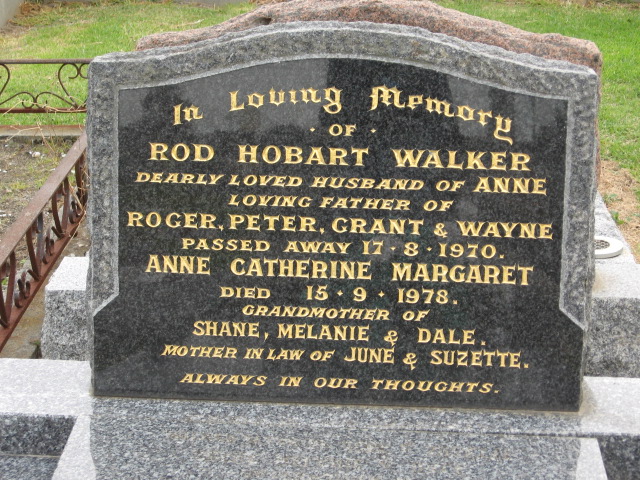 In Loving Memory
· OF ·
ROD HOBART WALKER
DEARLY LOVED HUSBAND OF ANNE
LOVING FATHER OF
ROGER, PETER, GRANT & WAYNE
PASSED AWAY 17·8·1970.
ANNE CATHERINE MARGARET
DIED 15·9·1978.
GRANDMOTHER OF
SHANE, MELANIE & DALE.
MOTHER IN LAW OF JUNE & SUZETTE.
ALWAYS IN OUR THOUGHTS.